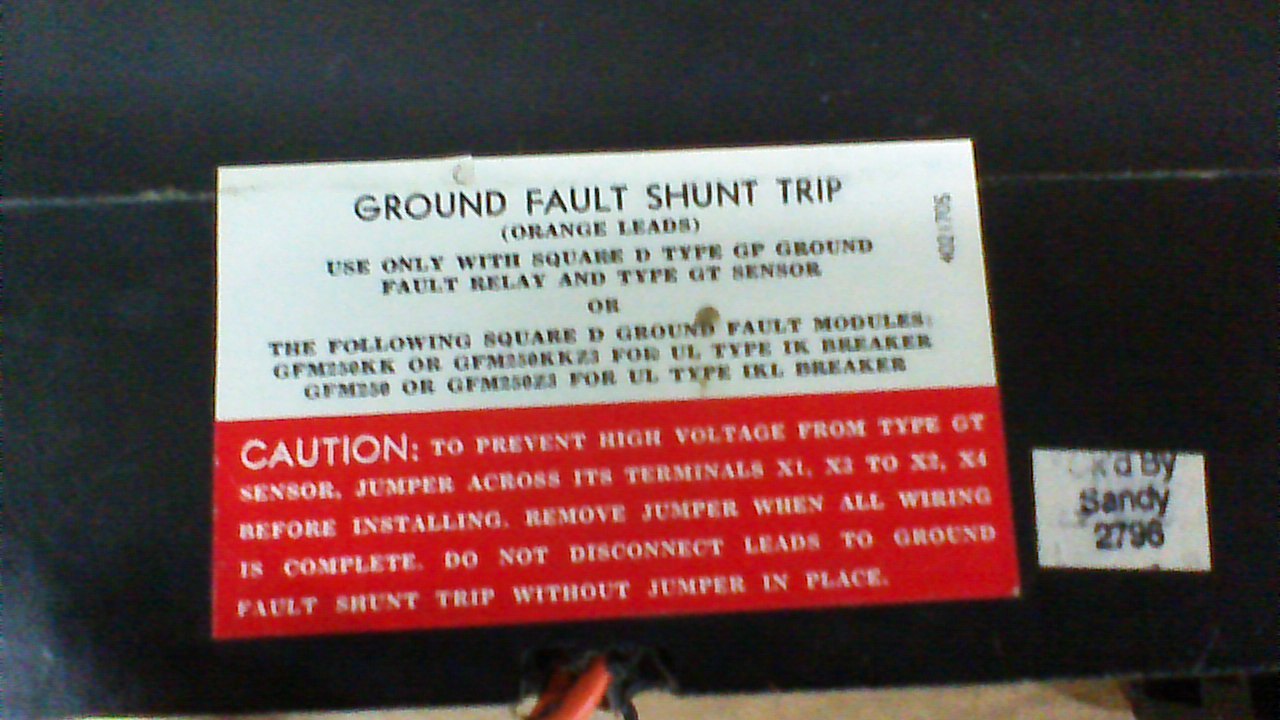 GROUND FAULT SHUNT TRIP
(ORANGE LEADS)
USE ONLY WITH SQUARE D TYPE GP GROUND
FAULT RELAY AND TYPE GT SENSOR
OR
THE FOLLOWING SQUARE D GROUND FAULT MODULES:
GFM250KK OR GFM250KKZ3 FOR UL TYPE IK BREAKER
GFM250 OR GFM250Z3 FOR UL TYPE IKL BREAKER
CAUTION: TO PREVENT HIGH VOLTAGE FROM TYPE GT
SENSOR, JUMPER ACROSS ITS TERMINALS X1, X3 TO X2, X4
BEFORE INSTALLING. REMOVE JUMPER WHEN ALL WIRING
IS COMPLETE. DO NOT DISCONNECT LEADS TO GROUND
FAULT SHUNT TRIP WITHOUT JUMPER IN PLACE.
By
Sandy
2796